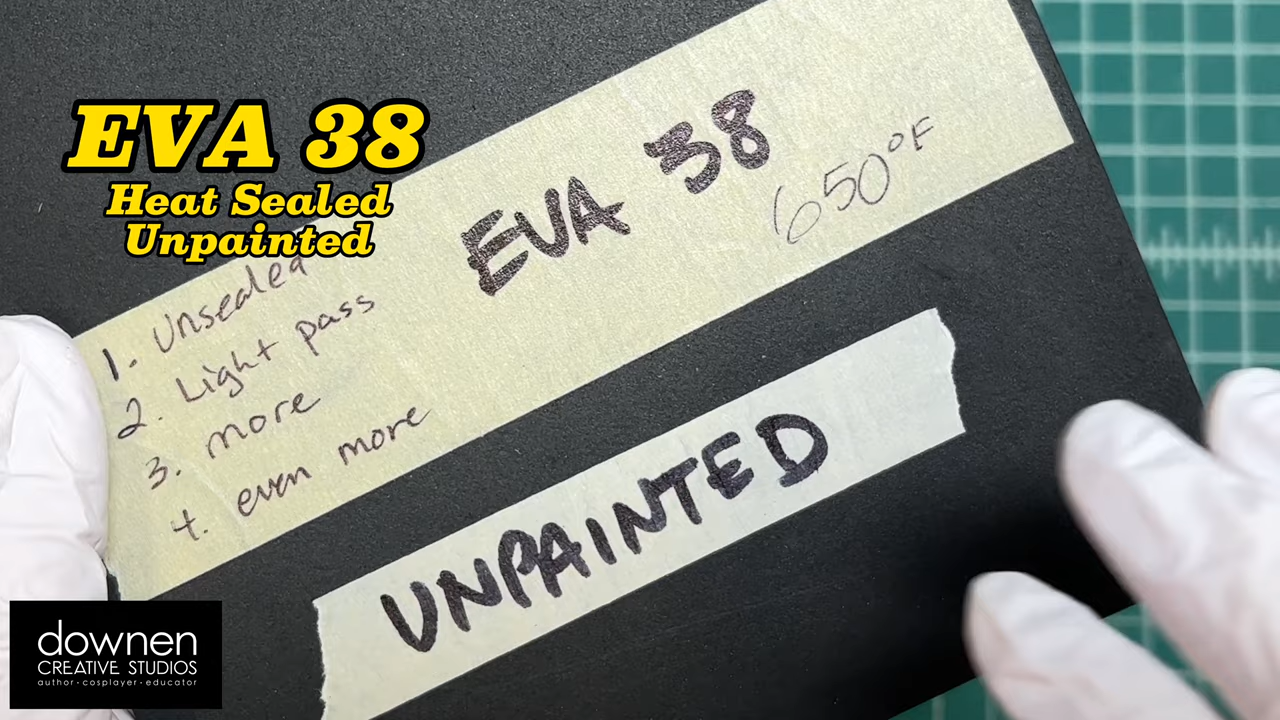 EVA 38
Heat Sealed
Unpainted
EVA 38
650°F
1. Unsealed
2. Light pass
3. more
4. even more
UNPAINTED
downen
CREATIVE STUDIOS
author·cosplayer·educator